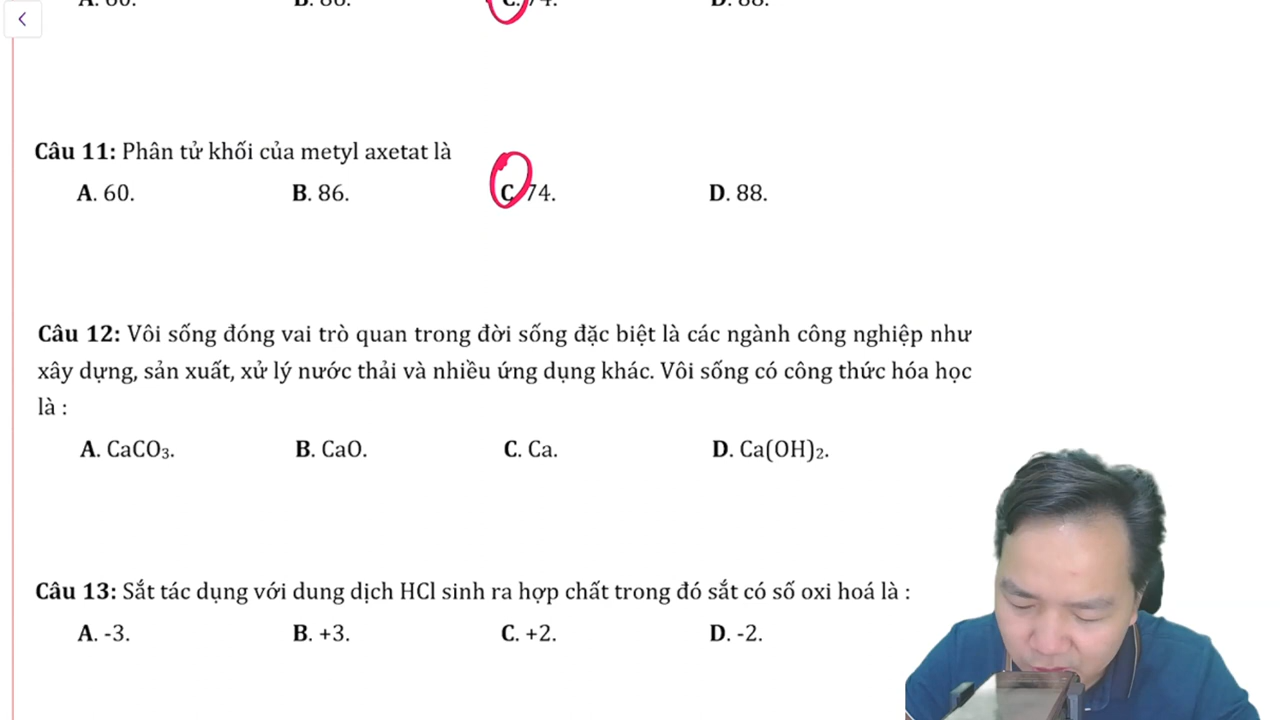 Câu 11: Phân tử khối của metyl axetat là
A. 60. B. 86. C. 74. D. 88.
Câu 12: Vôi sống đóng vai trò quan trong đời sống đặc biệt là các ngành công nghiệp như
xây dựng, sản xuất, xử lý nước thải và nhiều ứng dụng khác. Vôi sống có công thức hóa học
là :
A. CaCO₃. B. CaO. C. Ca. D. Ca(OH)₂.
Câu 13: Sắt tác dụng với dung dịch HCl sinh ra hợp chất trong đó sắt có số oxi hoá là :
A. -3. B. +3. C. +2. D. -2.